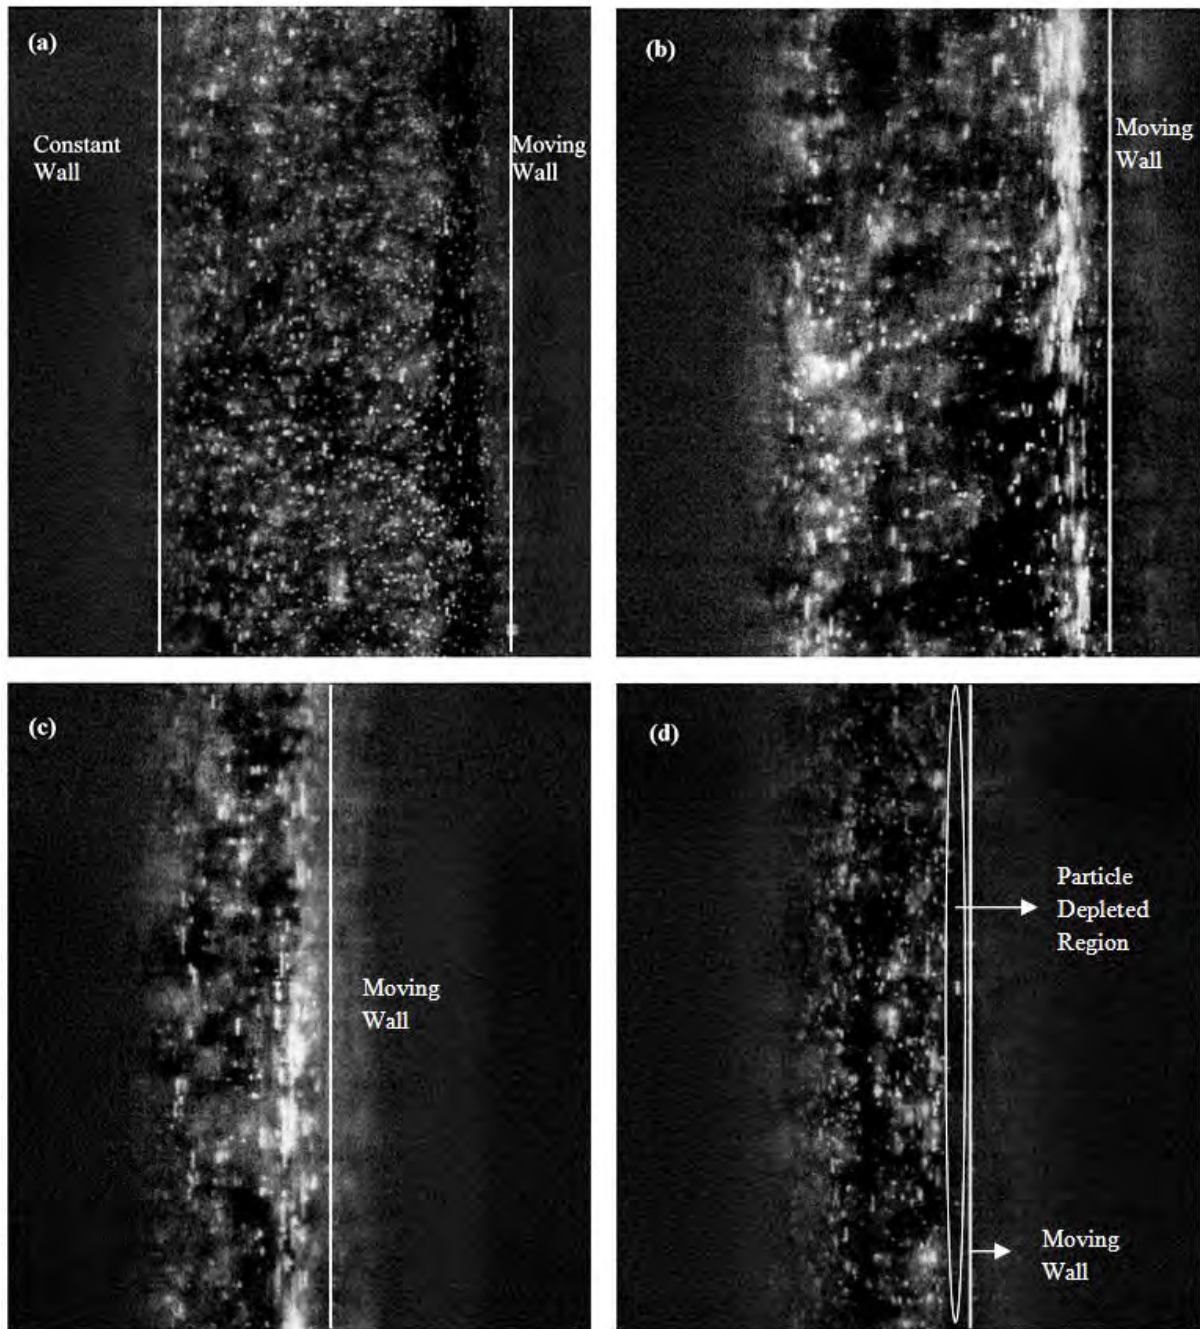 (a)
Constant
Wall
Moving
Wall
(b)
Moving
Wall
(c)
Moving
Wall
(d)
Particle
Depleted
Region
Moving
Wall